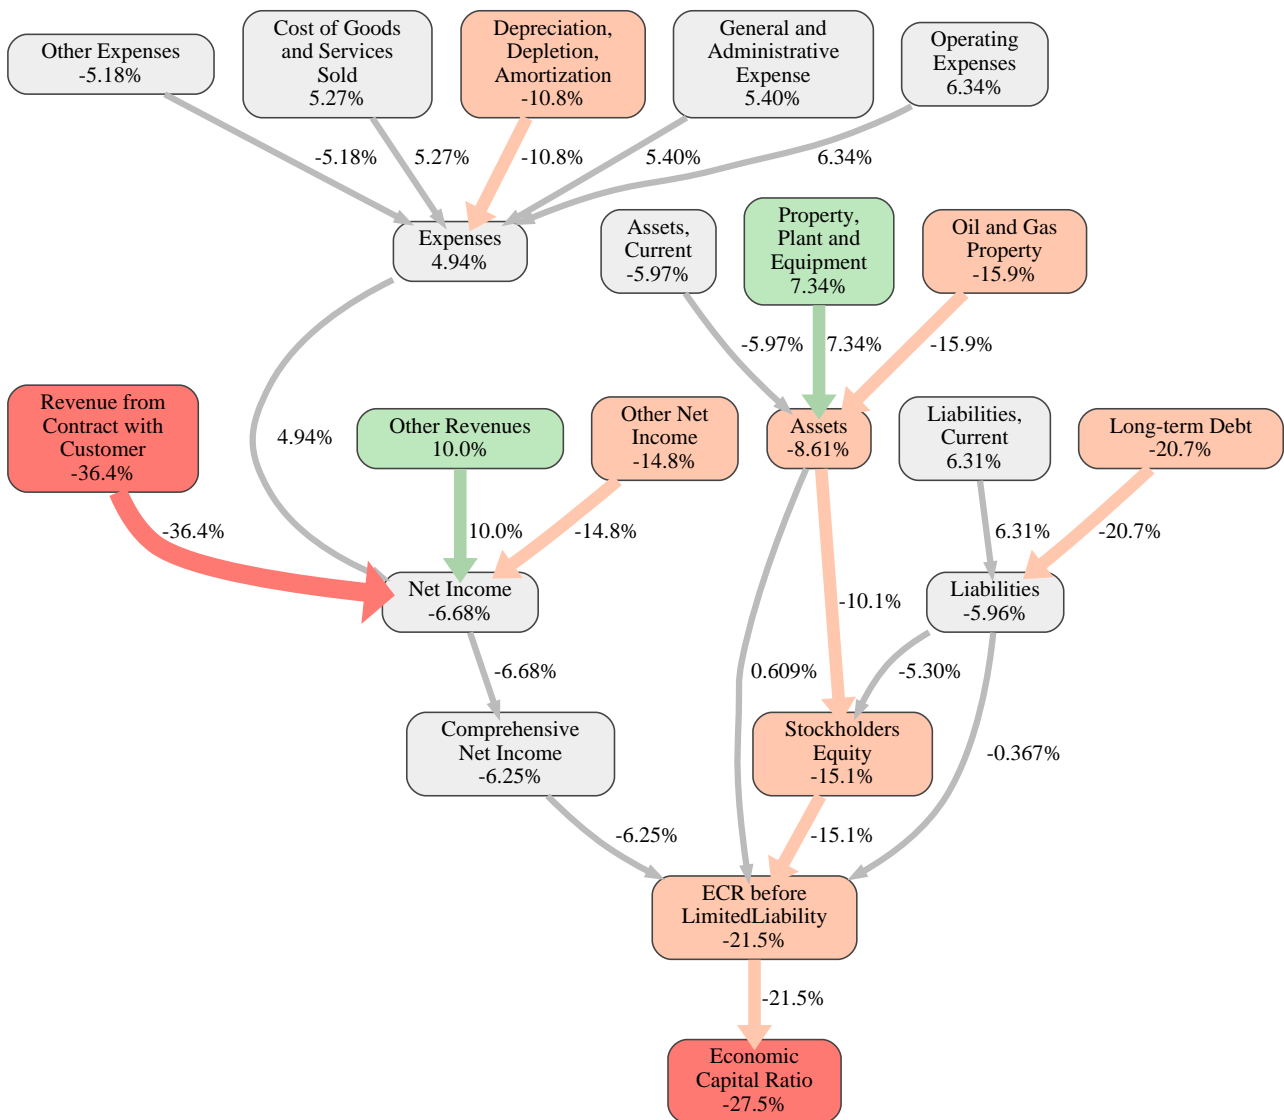 Other Expenses
-5.18%
Cost of Goods
and Services
Sold
5.27%
Depreciation,
Depletion,
Amortization
-10.8%
General and
Administrative
Expense
5.40%
Operating
Expenses
6.34%
-5.18%
5.27%
-10.8%
5.40%
6.34%
Expenses
4.94%
Assets,
Current
-5.97%
Property,
Plant and
Equipment
7.34%
Oil and Gas
Property
-15.9%
-5.97%
7.34%
-15.9%
Revenue from
Contract with
Customer
-36.4%
4.94%
Other Revenues
10.0%
Other Net
Income
-14.8%
Assets
-8.61%
Liabilities,
Current
6.31%
Long-term Debt
-20.7%
-36.4%
10.0%
-14.8%
6.31%
-20.7%
Net Income
-6.68%
-10.1%
Liabilities
-5.96%
-6.68%
0.609%
-5.30%
Comprehensive
Net Income
-6.25%
Stockholders
Equity
-15.1%
-0.367%
-6.25%
-15.1%
ECR before
LimitedLiability
-21.5%
-21.5%
Economic
Capital Ratio
-27.5%